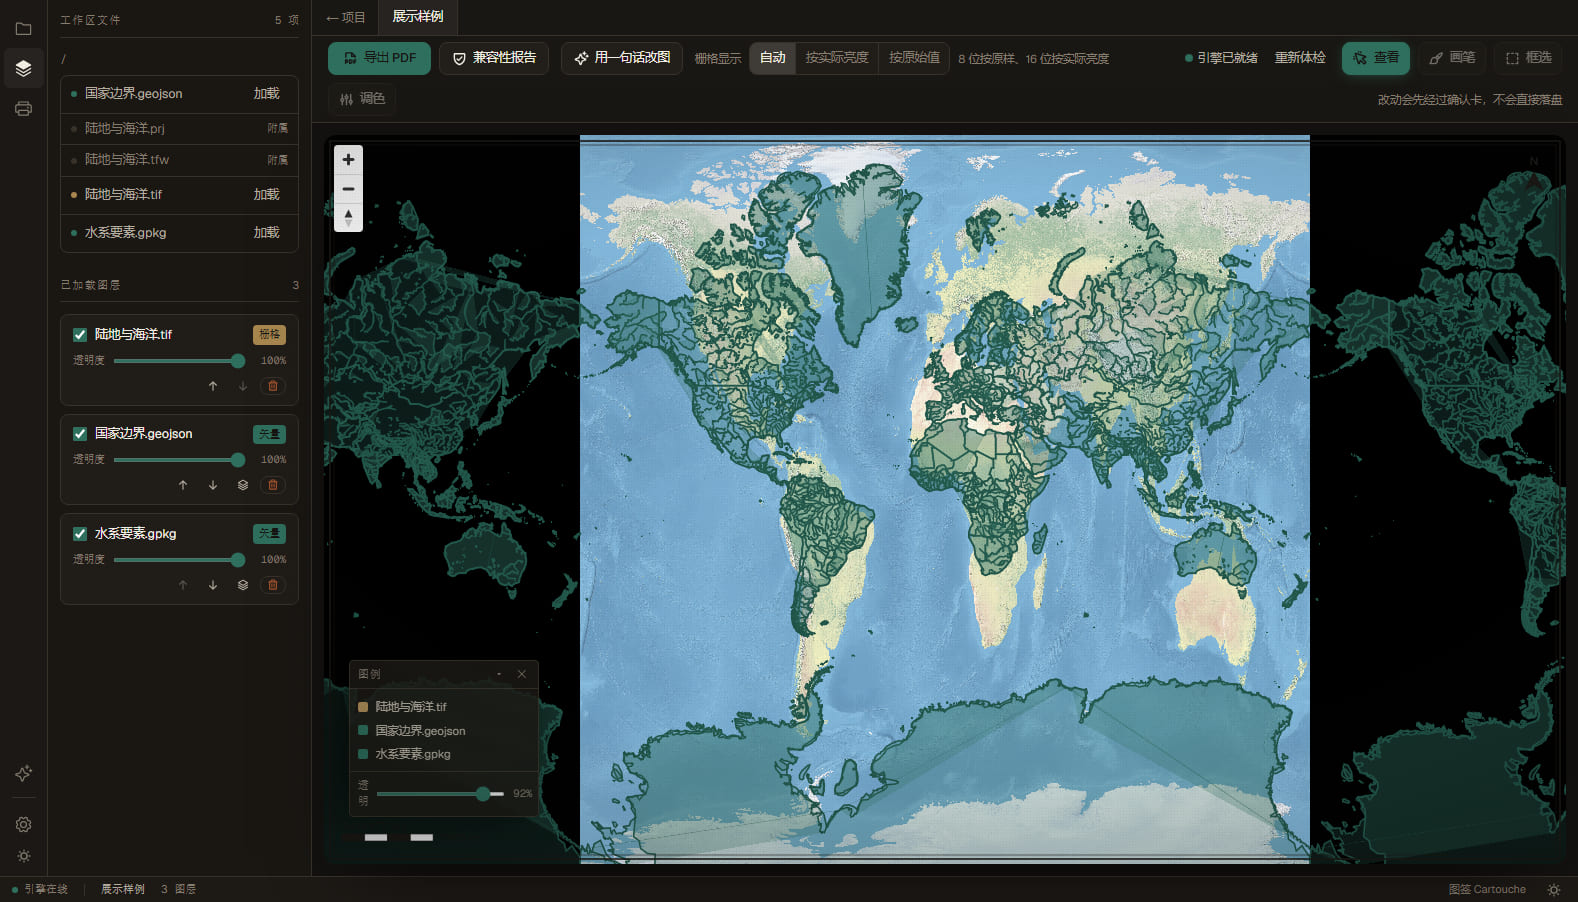 工作区文件 5 项
/
国家边界.geojson 加载
陆地与海洋.prj 附属
陆地与海洋.tfw 附属
陆地与海洋.tif 加载
水系要素.gpkg 加载
已加载图层 3
陆地与海洋.tif 栅格
透明度 100%
国家边界.geojson 矢量
透明度 100%
水系要素.gpkg 矢量
透明度 100%
←项目 展示样例
导出 PDF 兼容性报告 用一句话改图 栅格显示 自动 按实际亮度 按原始值 8 位按原样、16 位按实际亮度 引擎已就绪 重新体检 查看 画笔 框选
调色 改动会先经过确认卡，不会直接落盘
N
图例
陆地与海洋.tif
国家边界.geojson
水系要素.gpkg
透明 92%
引擎在线 展示样例 3 图层 图签 Cartouche